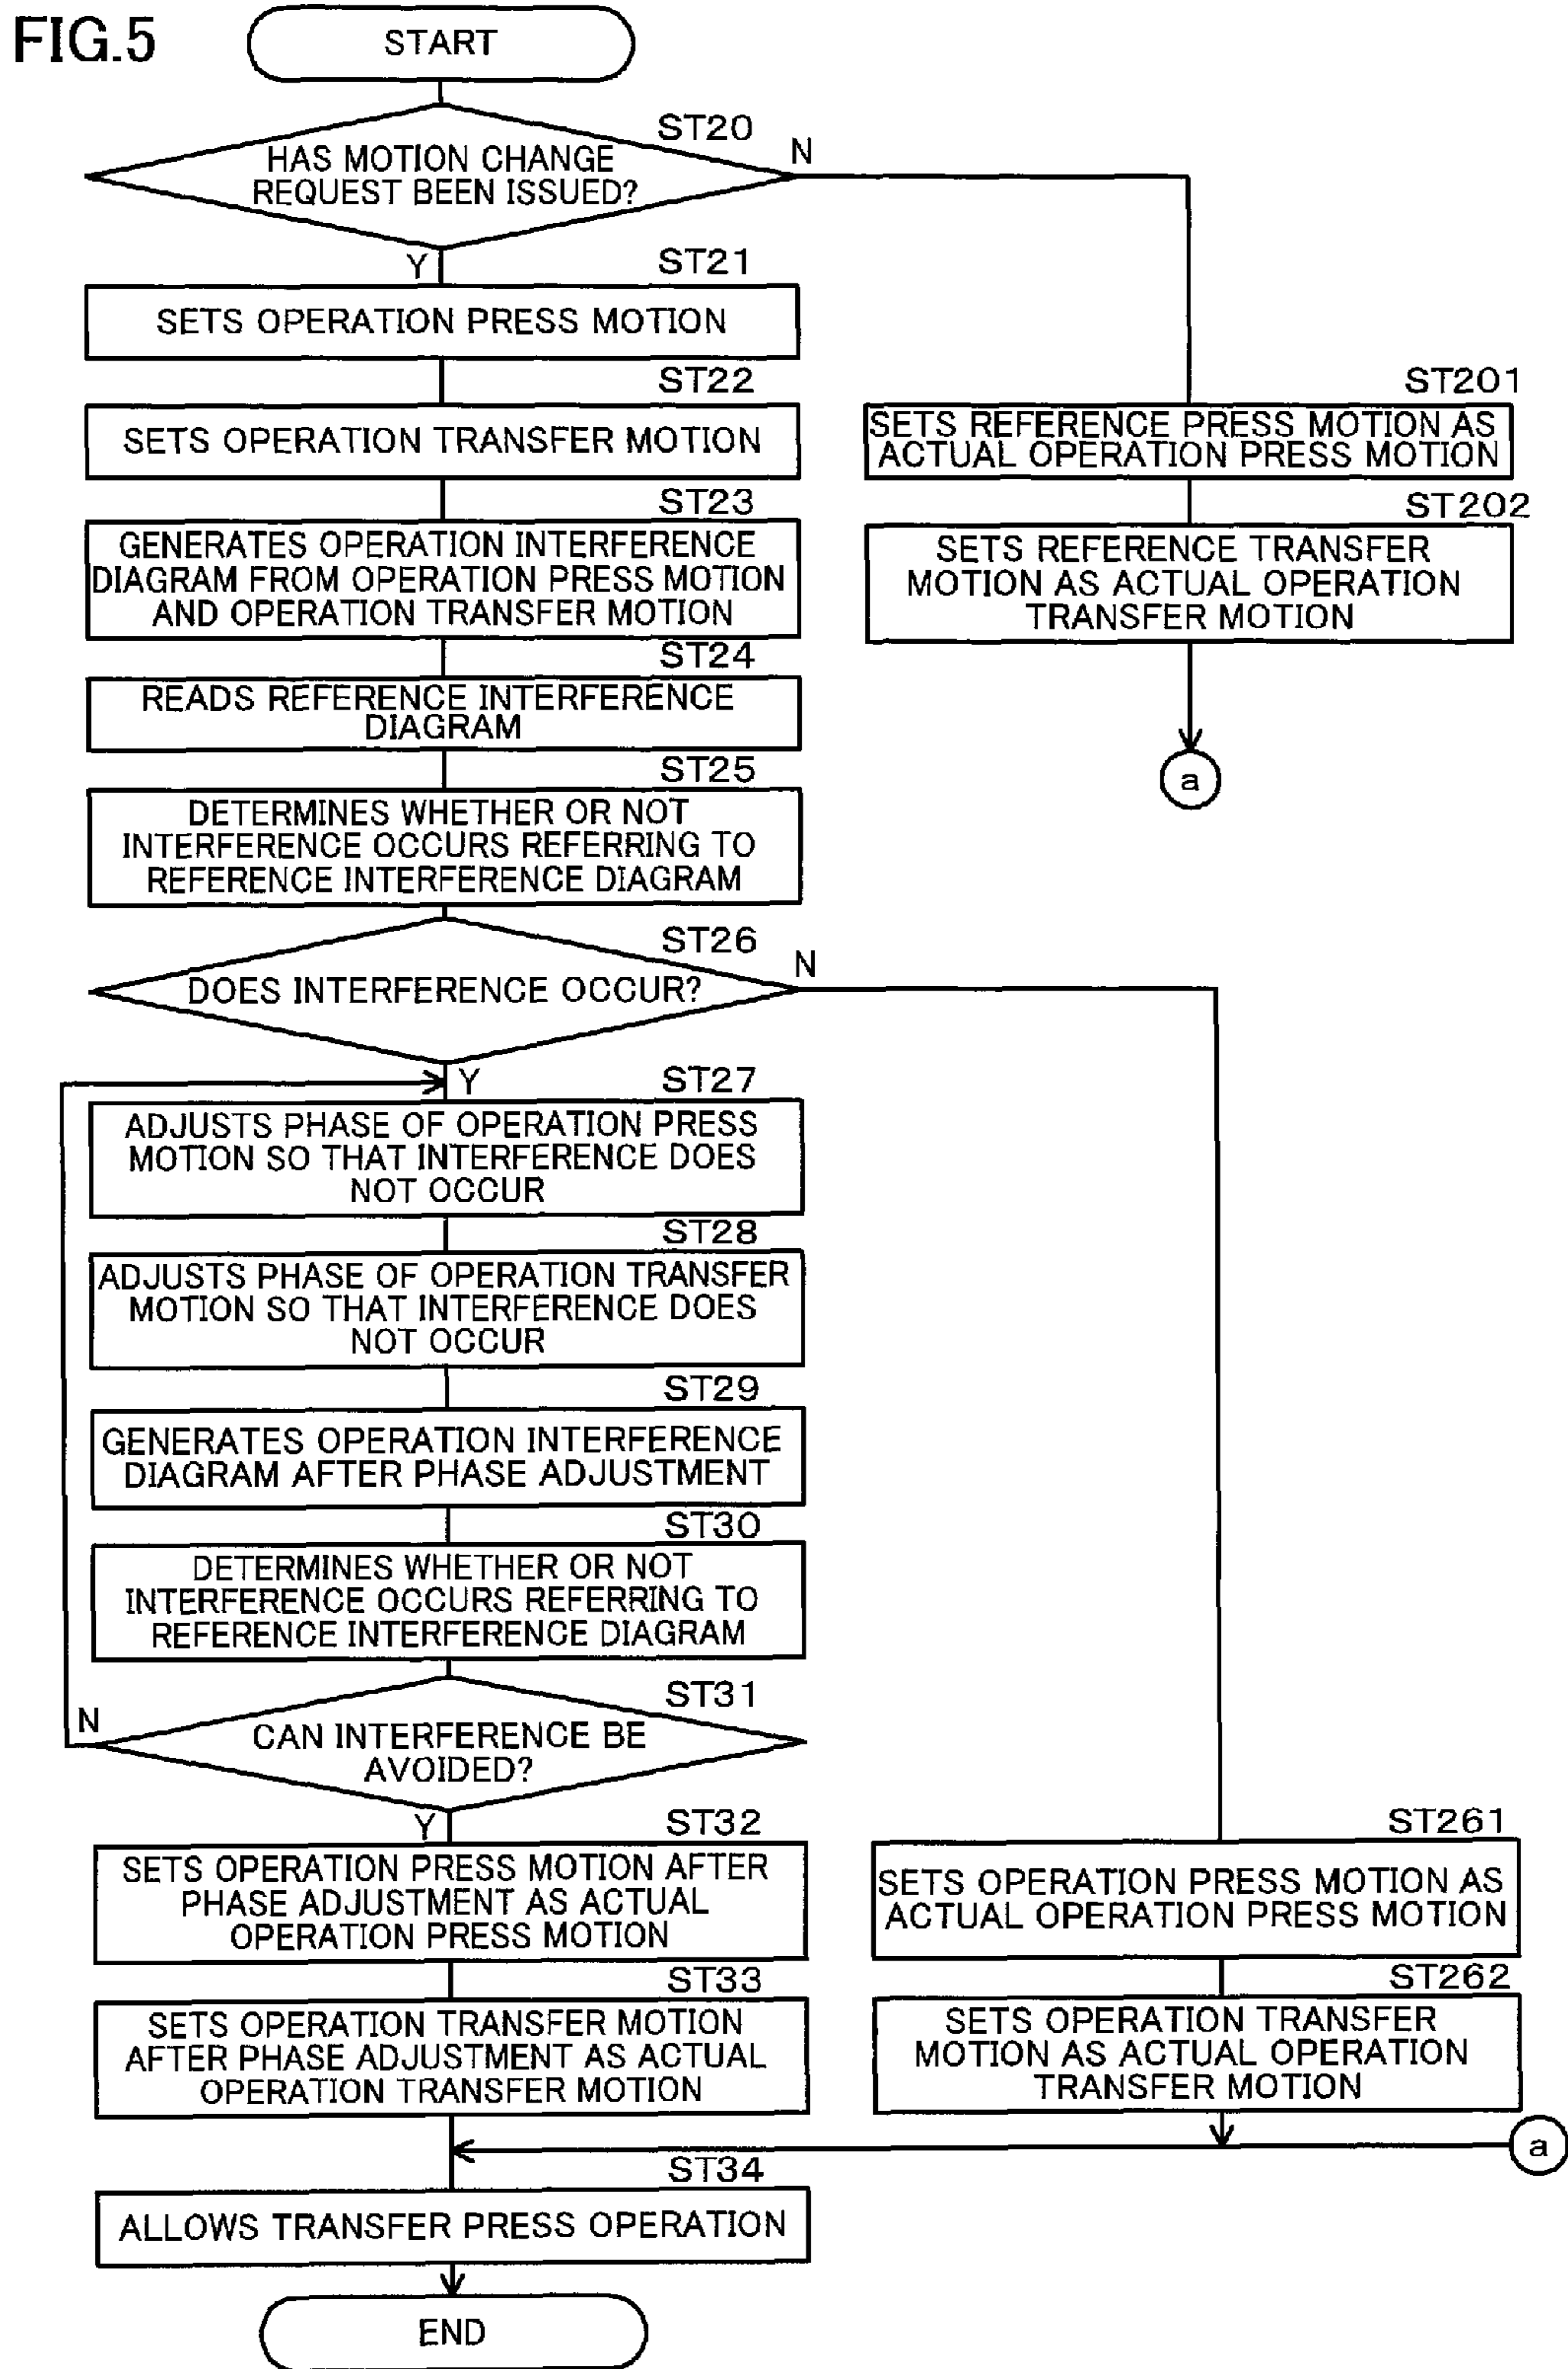 FIG.5
START
ST20
HAS MOTION CHANGE
REQUEST BEEN ISSUED?
N
Y
ST21
SETS OPERATION PRESS MOTION
ST22
SETS OPERATION TRANSFER MOTION
ST201
SETS REFERENCE PRESS MOTION AS
ACTUAL OPERATION PRESS MOTION
ST23
GENERATES OPERATION INTERFERENCE
DIAGRAM FROM OPERATION PRESS MOTION
AND OPERATION TRANSFER MOTION
ST202
SETS REFERENCE TRANSFER
MOTION AS ACTUAL OPERATION
TRANSFER MOTION
a
ST24
READS REFERENCE INTERFERENCE
DIAGRAM
ST25
DETERMINES WHETHER OR NOT
INTERFERENCE OCCURS REFERRING TO
REFERENCE INTERFERENCE DIAGRAM
ST26
DOES INTERFERENCE OCCUR?
N
Y
ST27
ADJUSTS PHASE OF OPERATION PRESS
MOTION SO THAT INTERFERENCE DOES
NOT OCCUR
ST28
ADJUSTS PHASE OF OPERATION TRANSFER
MOTION SO THAT INTERFERENCE DOES
NOT OCCUR
ST29
GENERATES OPERATION INTERFERENCE
DIAGRAM AFTER PHASE ADJUSTMENT
ST30
DETERMINES WHETHER OR NOT
INTERFERENCE OCCURS REFERRING TO
REFERENCE INTERFERENCE DIAGRAM
ST31
N
CAN INTERFERENCE BE
AVOIDED?
Y
ST32
SETS OPERATION PRESS MOTION AFTER
PHASE ADJUSTMENT AS ACTUAL
OPERATION PRESS MOTION
ST261
SETS OPERATION PRESS MOTION AS
ACTUAL OPERATION PRESS MOTION
ST33
SETS OPERATION TRANSFER MOTION
AFTER PHASE ADJUSTMENT AS ACTUAL
OPERATION TRANSFER MOTION
ST262
SETS OPERATION TRANSFER
MOTION AS ACTUAL OPERATION
TRANSFER MOTION
a
ST34
ALLOWS TRANSFER PRESS OPERATION
END